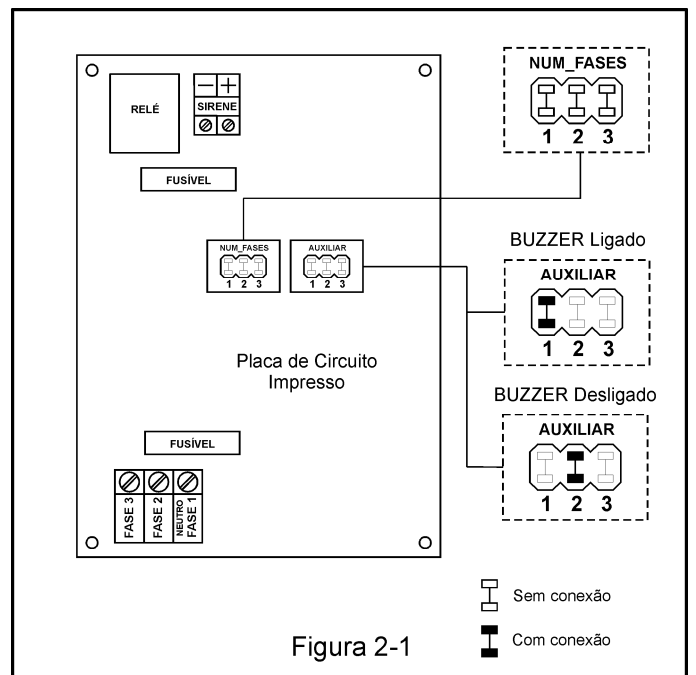 RELÉ
− +
SIRENE
FUSÍVEL
NUM_FASES
1 2 3
AUXILIAR
1 2 3
Placa de Circuito
Impresso
FUSÍVEL
FASE 3
FASE 2
NEUTRO
FASE 1
NUM_FASES
1 2 3
BUZZER Ligado
AUXILIAR
1 2 3
BUZZER Desligado
AUXILIAR
1 2 3
Sem conexão
Com conexão
Figura 2-1